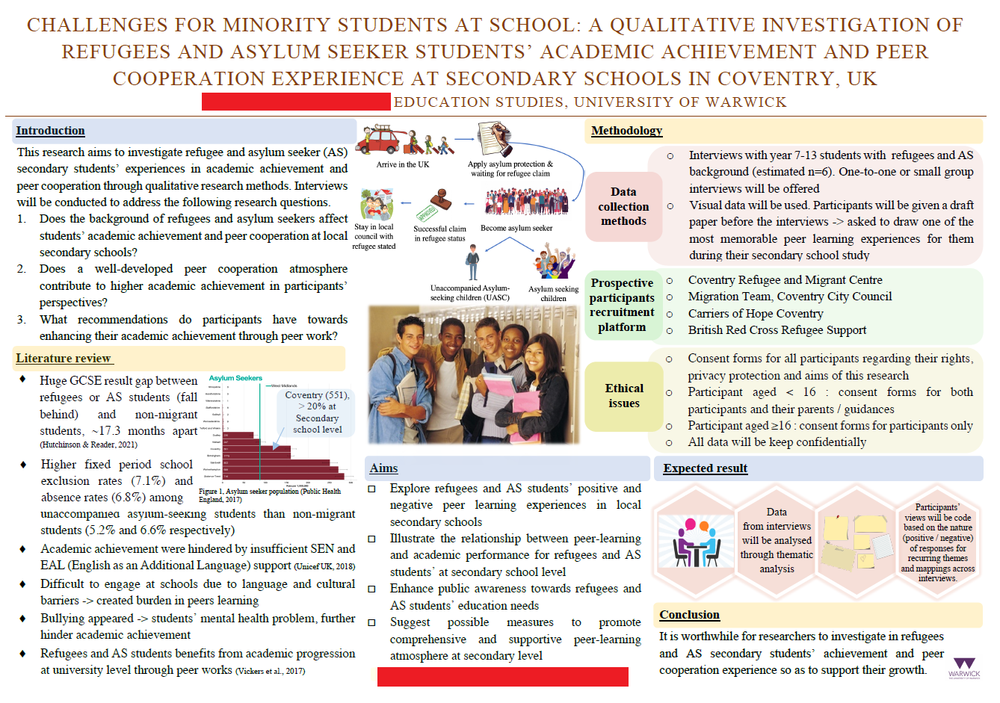 CHALLENGES FOR MINORITY STUDENTS AT SCHOOL: A QUALITATIVE INVESTIGATION OF
REFUGEES AND ASYLUM SEEKER STUDENTS' ACADEMIC ACHIEVEMENT AND PEER
COOPERATION EXPERIENCE AT SECONDARY SCHOOLS IN COVENTRY, UK
EDUCATION STUDIES, UNIVERSITY OF WARWICK
Introduction
This research aims to investigate refugee and asylum seeker (AS)
secondary students' experiences in academic achievement and
peer cooperation through qualitative research methods. Interviews
will be conducted to address the following research questions.
1. Does the background of refugees and asylum seekers affect
students' academic achievement and peer cooperation at local
secondary schools?
2. Does a well-developed peer cooperation atmosphere
contribute to higher academic achievement in participants'
perspectives?
3. What recommendations do participants have towards
enhancing their academic achievement through peer work?
Literature review
♦ Huge GCSE result gap between
refugees or AS students (fall
behind) and non-migrant
students, ~17.3 months apart
(Hutchinson & Reader, 2021)
♦ Higher fixed period school
exclusion rates (7.1%) and
absence rates (6.8%) among
unaccompanied asylum-seeking students than non-migrant
students (5.2% and 6.6% respectively)
♦ Academic achievement were hindered by insufficient SEN and
EAL (English as an Additional Language) support (Unicef UK, 2018)
♦ Difficult to engage at schools due to language and cultural
barriers -> created burden in peers learning
♦ Bullying appeared -> students' mental health problem, further
hinder academic achievement
♦ Refugees and AS students benefits from academic progression
at university level through peer works (Vickers et al., 2017)
Asylum Seekers
West Midlands
Coventry (551),
> 20% at
Secondary
school level
Figure 1, Asylum seeker population (Public Health
England, 2017)
Arrive in the UK
Apply asylum protection &
waiting for refugee claim
Become asylum seeker
Successful claim
in refugee status
APPROVED
Stay in local
council with
refugee stated
Unaccompanied Asylum-
seeking children (UASC)
Asylum seeking
children
Aims
□ Explore refugees and AS students' positive and
negative peer learning experiences in local
secondary schools
□ Illustrate the relationship between peer-learning
and academic performance for refugees and AS
students' at secondary school level
□ Enhance public awareness towards refugees and
AS students' education needs
□ Suggest possible measures to promote
comprehensive and supportive peer-learning
atmosphere at secondary level
Methodology
Data
collection
methods
○ Interviews with year 7-13 students with refugees and AS
background (estimated n=6). One-to-one or small group
interviews will be offered
○ Visual data will be used. Participants will be given a draft
paper before the interviews -> asked to draw one of the
most memorable peer learning experiences for them
during their secondary school study
Prospective
participants
recruitment
platform
○ Coventry Refugee and Migrant Centre
○ Migration Team, Coventry City Council
○ Carriers of Hope Coventry
○ British Red Cross Refugee Support
Ethical
issues
○ Consent forms for all participants regarding their rights,
privacy protection and aims of this research
○ Participant aged < 16 : consent forms for both
participants and their parents / guidances
○ Participant aged ≥16 : consent forms for participants only
○ All data will be keep confidentially
Expected result
Data
from interviews
will be analysed
through thematic
analysis
Participants'
views will be code
based on the nature
(positive / negative)
of responses for
recurring themes
and mappings across
interviews.
Conclusion
It is worthwhile for researchers to investigate in refugees
and AS secondary students' achievement and peer
cooperation experience so as to support their growth.
WARWICK